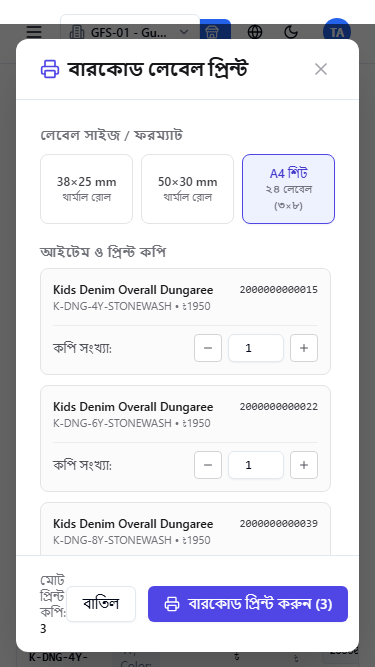 GFS-01 - Gu...
TA
বারকোড লেবেল প্রিন্ট
লেবেল সাইজ / ফরম্যাট
38×25 mm
থার্মাল রোল
50×30 mm
থার্মাল রোল
A4 শিট
২৪ লেবেল
(৩×৮)
আইটেম ও প্রিন্ট কপি
Kids Denim Overall Dungaree
2000000000015
K-DNG-4Y-STONEWASH • ৳1950
কপি সংখ্যা:
1
Kids Denim Overall Dungaree
2000000000022
K-DNG-6Y-STONEWASH • ৳1950
কপি সংখ্যা:
1
Kids Denim Overall Dungaree
2000000000039
K-DNG-8Y-STONEWASH • ৳1950
মোট
প্রিন্ট
কপি:
3
বাতিল
বারকোড প্রিন্ট করুন (3)
K-DNG-4Y-